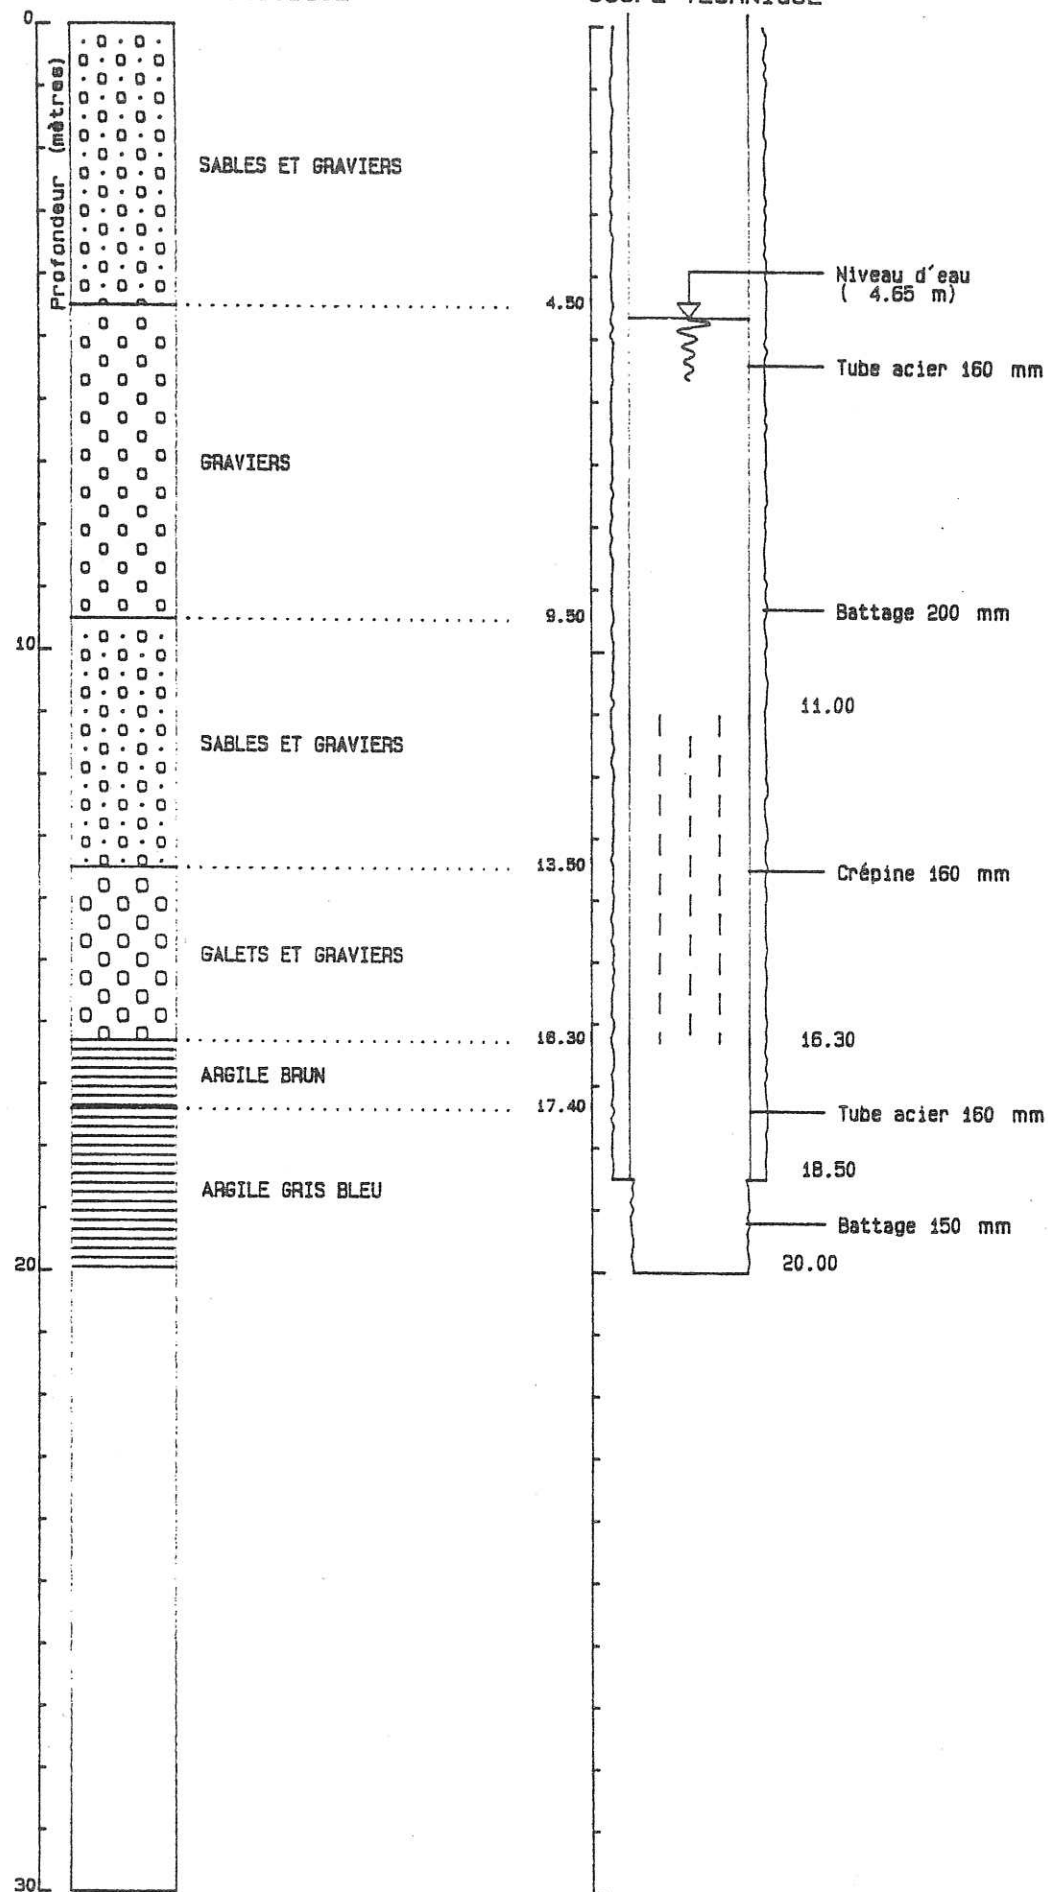 0
Profondeur (mètres)
SABLES ET GRAVIERS
4.50
GRAVIERS
9.50
10
SABLES ET GRAVIERS
13.50
GALETS ET GRAVIERS
16.30
ARGILE BRUN
17.40
ARGILE GRIS BLEU
20
30
Niveau d'eau
( 4.65 m)
Tube acier 160 mm
Battage 200 mm
11.00
Crépine 160 mm
16.30
Tube acier 160 mm
18.50
Battage 150 mm
20.00